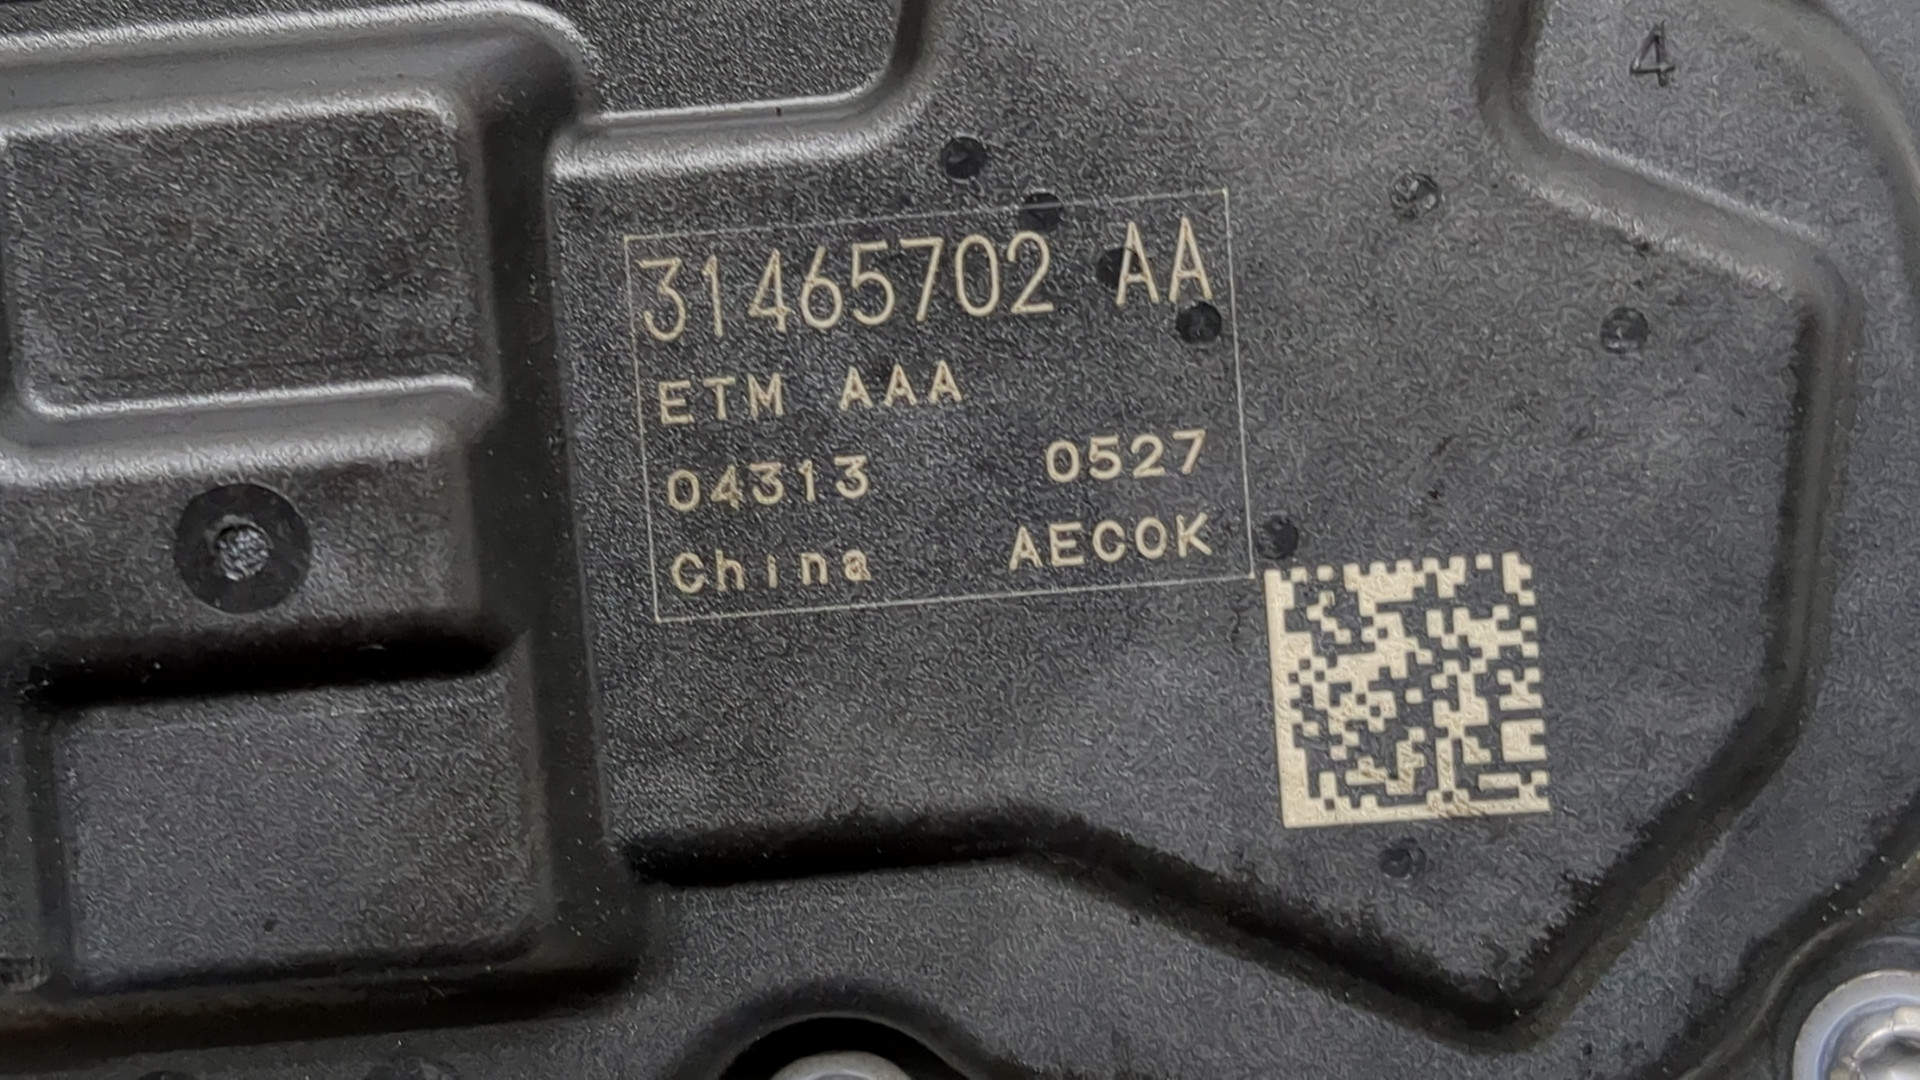 4
31465702 AA
ETM AAA
04313 0527
China AECOK